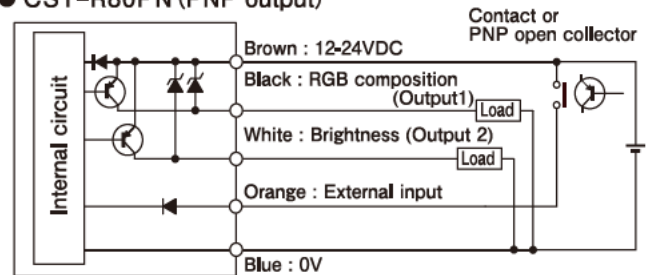 ● CST-R80PN (PNP output)
Contact or
PNP open collector
Internal circuit
Brown : 12-24VDC
Black : RGB composition
(Output1)
Load
White : Brightness (Output 2)
Load
Orange : External input
Blue : 0V